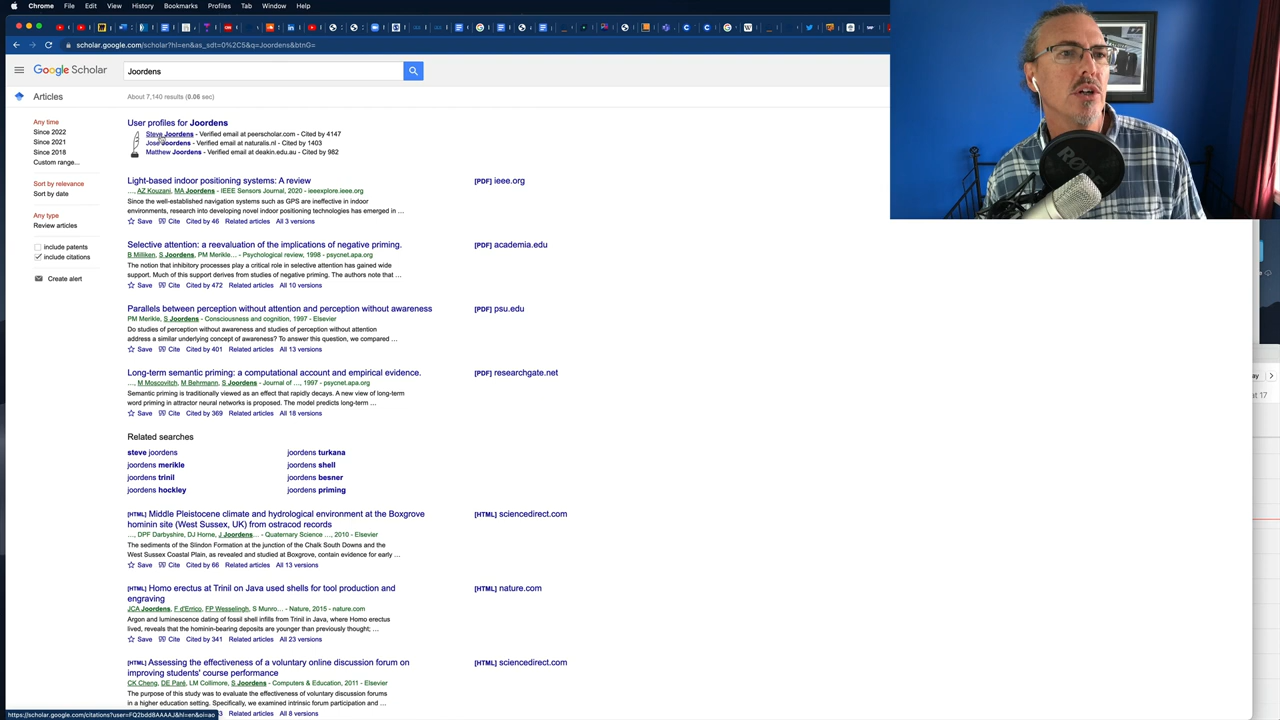 Chrome File Edit View History Bookmarks Profiles Tab Window Help
scholar.google.com/scholar?hl=en&as_sdt=0%2C5&q=Joordens&btnG=
Google Scholar
Joordens
Articles
About 7,140 results (0.06 sec)
Any time
Since 2022
Since 2021
Since 2018
Custom range...
Sort by relevance
Sort by date
Any type
Review articles
include patents
include citations
Create alert
User profiles for Joordens
Steve Joordens - Verified email at peerscholar.com - Cited by 4147
Jose Joordens - Verified email at naturalis.nl - Cited by 1403
Matthew Joordens - Verified email at deakin.edu.au - Cited by 982
Light-based indoor positioning systems: A review
[PDF] ieee.org
..., AZ Kouzani, MA Joordens - IEEE Sensors Journal, 2020 - ieeexplore.ieee.org
Since the well-established navigation systems such as GPS are ineffective in indoor
environments, research into developing novel indoor positioning technologies has emerged in ...
Save Cite Cited by 46 Related articles All 3 versions
Selective attention: a reevaluation of the implications of negative priming.
[PDF] academia.edu
B Milliken, S Joordens, PM Merikle... - Psychological review, 1998 - psycnet.apa.org
The notion that inhibitory processes play a critical role in selective attention has gained wide
support. Much of this support derives from studies of negative priming. The authors note that ...
Save Cite Cited by 472 Related articles All 10 versions
Parallels between perception without attention and perception without awareness
[PDF] psu.edu
PM Merikle, S Joordens - Consciousness and cognition, 1997 - Elsevier
Do studies of perception without awareness and studies of perception without attention
address a similar underlying concept of awareness? To answer this question, we compared ...
Save Cite Cited by 401 Related articles All 13 versions
Long-term semantic priming: a computational account and empirical evidence.
[PDF] researchgate.net
..., M Moscovitch, M Behrmann, S Joordens - Journal of ..., 1997 - psycnet.apa.org
Semantic priming is traditionally viewed as an effect that rapidly decays. A new view of long-term
word priming in attractor neural networks is proposed. The model predicts long-term ...
Save Cite Cited by 369 Related articles All 18 versions
Related searches
steve joordens
joordens turkana
joordens merikle
joordens shell
joordens trinil
joordens besner
joordens hockley
joordens priming
[HTML] Middle Pleistocene climate and hydrological environment at the Boxgrove
hominin site (West Sussex, UK) from ostracod records
[HTML] sciencedirect.com
..., DPF Darbyshire, DJ Horne, J Joordens... - Quaternary Science ..., 2010 - Elsevier
The sediments of the Slindon Formation at the junction of the Chalk South Downs and the
West Sussex Coastal Plain, as revealed and studied at Boxgrove, contain evidence for early ...
Save Cite Cited by 66 Related articles All 13 versions
[HTML] Homo erectus at Trinil on Java used shells for tool production and
engraving
[HTML] nature.com
JCA Joordens, F d'Errico, FP Wesselingh, S Munro... - Nature, 2015 - nature.com
Argon and luminescence dating of fossil shell infills from Trinil in Java, where Homo erectus
lived, reveals that the hominin-bearing deposits are younger than previously thought; ...
Save Cite Cited by 341 Related articles All 23 versions
[HTML] Assessing the effectiveness of a voluntary online discussion forum on
improving students' course performance
[HTML] sciencedirect.com
CK Cheng, DE Paré, LM Collimore, S Joordens - Computers & Education, 2011 - Elsevier
The purpose of this study was to evaluate the effectiveness of voluntary discussion forums
in a higher education setting. Specifically, we examined intrinsic forum participation and ...
Related articles All 8 versions
https://scholar.google.com/citations?user=FQ2bdd8AAAAJ&hl=en&oi=ao
at 17